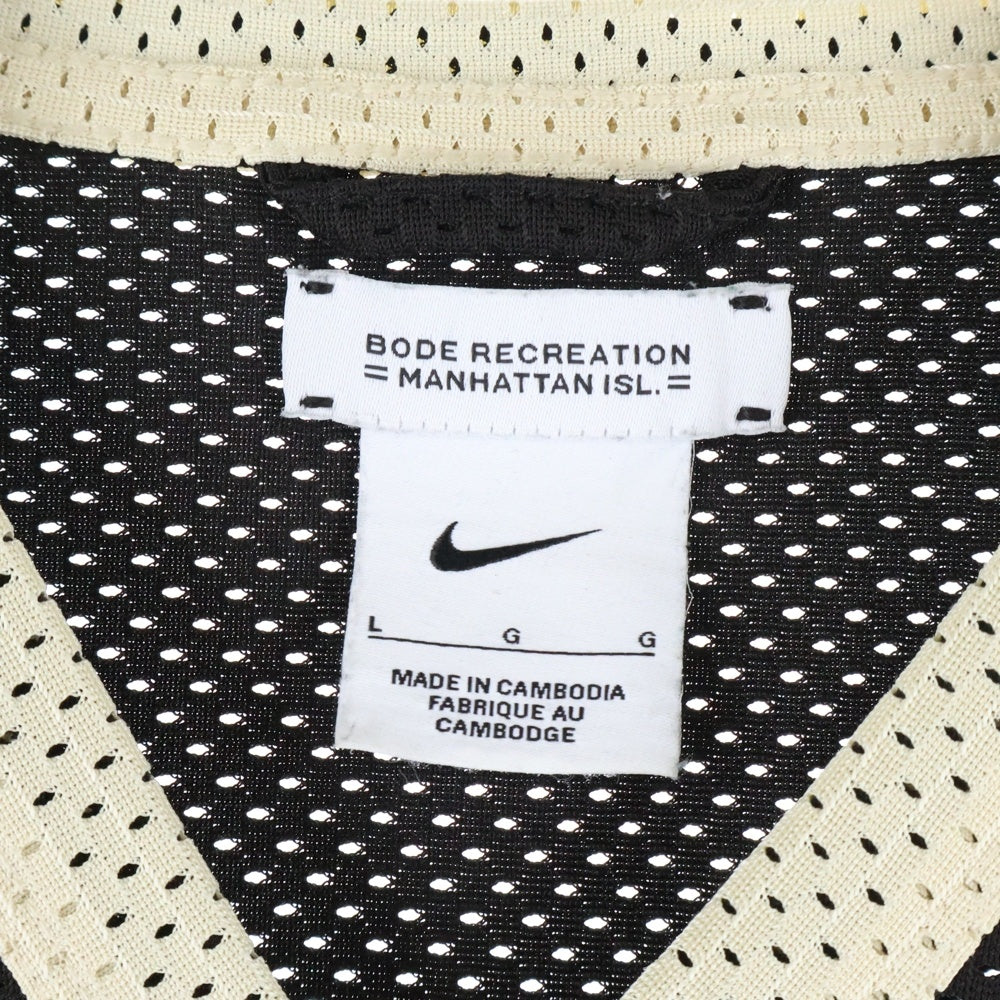 BODE RECREATION
= MANHATTAN ISL. =
L G G
MADE IN CAMBODIA
FABRIQUE AU
CAMBODGE